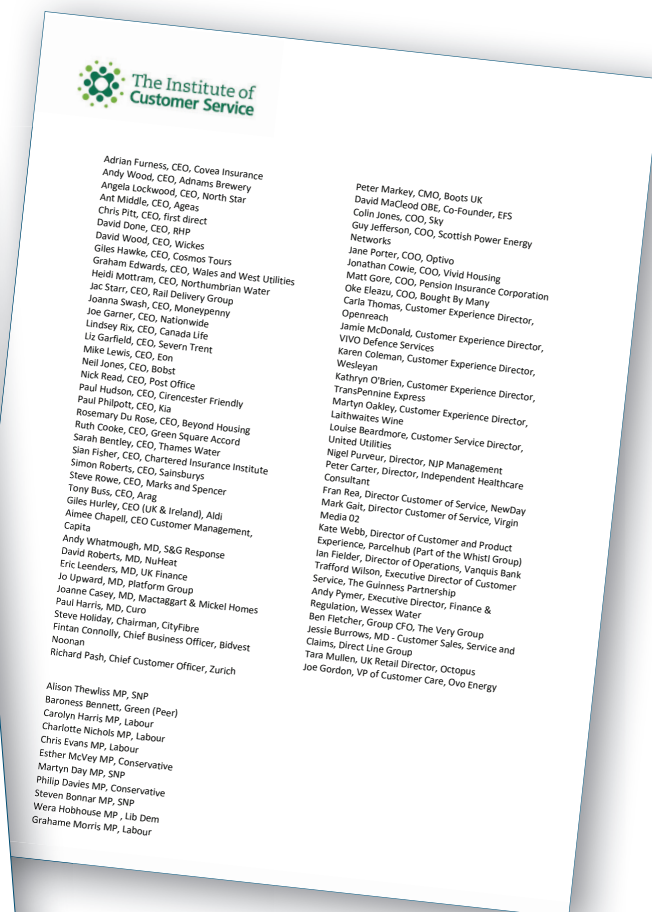 The Institute of
Customer Service
Adrian Furness, CEO, Covea Insurance
Andy Wood, CEO, Adnams Brewery
Angela Lockwood, CEO, North Star
Ant Middle, CEO, Ageas
Chris Pitt, CEO, first direct
David Done, CEO, RHP
David Wood, CEO, Wickes
Giles Hawke, CEO, Cosmos Tours
Graham Edwards, CEO, Wales and West Utilities
Heidi Mottram, CEO, Northumbrian Water
Jac Starr, CEO, Rail Delivery Group
Joanna Swash, CEO, Moneypenny
Joe Garner, CEO, Nationwide
Lindsey Rix, CEO, Canada Life
Liz Garfield, CEO, Severn Trent
Mike Lewis, CEO, Eon
Neil Jones, CEO, Bobst
Nick Read, CEO, Post Office
Paul Hudson, CEO, Cirencester Friendly
Paul Philpott, CEO, Kia
Rosemary Du Rose, CEO, Beyond Housing
Ruth Cooke, CEO, Green Square Accord
Sarah Bentley, CEO, Thames Water
Sian Fisher, CEO, Chartered Insurance Institute
Simon Roberts, CEO, Sainsburys
Steve Rowe, CEO, Marks and Spencer
Tony Buss, CEO, Arag
Giles Hurley, CEO (UK & Ireland), Aldi
Aimee Chapell, CEO Customer Management,
Capita
Andy Whatmough, MD, S&G Response
David Roberts, MD, NuHeat
Eric Leenders, MD, UK Finance
Jo Upward, MD, Platform Group
Joanne Casey, MD, Mactaggart & Mickel Homes
Paul Harris, MD, Curo
Steve Holiday, Chairman, CityFibre
Fintan Connolly, Chief Business Officer, Bidvest
Noonan
Richard Pash, Chief Customer Officer, Zurich
Peter Markey, CMO, Boots UK
David MacLeod OBE, Co-Founder, EFS
Colin Jones, COO, Sky
Guy Jefferson, COO, Scottish Power Energy
Networks
Jane Porter, COO, Optivo
Jonathan Cowie, COO, Vivid Housing
Matt Gore, COO, Pension Insurance Corporation
Oke Eleazu, COO, Bought By Many
Carla Thomas, Customer Experience Director,
Openreach
Jamie McDonald, Customer Experience Director,
VIVO Defence Services
Karen Coleman, Customer Experience Director,
Wesleyan
Kathryn O'Brien, Customer Experience Director,
TransPennine Express
Martyn Oakley, Customer Experience Director,
Laithwaites Wine
Louise Beardmore, Customer Service Director,
United Utilities
Nigel Purveur, Director, NJP Management
Peter Carter, Director, Independent Healthcare
Consultant
Fran Rea, Director Customer of Service, NewDay
Mark Gait, Director Customer of Service, Virgin
Media 02
Kate Webb, Director of Customer and Product
Experience, Parcelhub (Part of the Whistl Group)
Ian Fielder, Director of Operations, Vanquis Bank
Trafford Wilson, Executive Director of Customer
Service, The Guinness Partnership
Andy Pymer, Executive Director, Finance &
Regulation, Wessex Water
Ben Fletcher, Group CFO, The Very Group
Jessie Burrows, MD - Customer Sales, Service and
Claims, Direct Line Group
Tara Mullen, UK Retail Director, Octopus
Joe Gordon, VP of Customer Care, Ovo Energy
Alison Thewliss MP, SNP
Baroness Bennett, Green (Peer)
Carolyn Harris MP, Labour
Charlotte Nichols MP, Labour
Chris Evans MP, Labour
Esther McVey MP, Conservative
Martyn Day MP, SNP
Philip Davies MP, Conservative
Steven Bonnar MP, SNP
Wera Hobhouse MP , Lib Dem
Grahame Morris MP, Labour